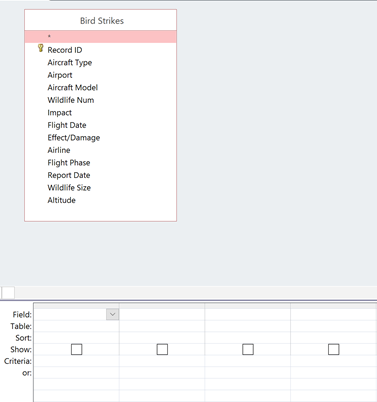 Bird Strikes
*
Record ID
Aircraft Type
Airport
Aircraft Model
Wildlife Num
Impact
Flight Date
Effect/Damage
Airline
Flight Phase
Report Date
Wildlife Size
Altitude
Field:
Table:
Sort:
Show:
Criteria:
or: